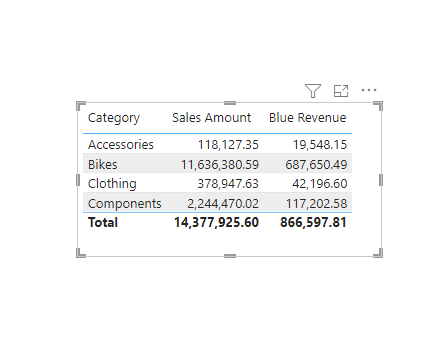 Category Sales Amount Blue Revenue
Accessories 118,127.35 19,548.15
Bikes 11,636,380.59 687,650.49
Clothing 378,947.63 42,196.60
Components 2,244,470.02 117,202.58
Total 14,377,925.60 866,597.81